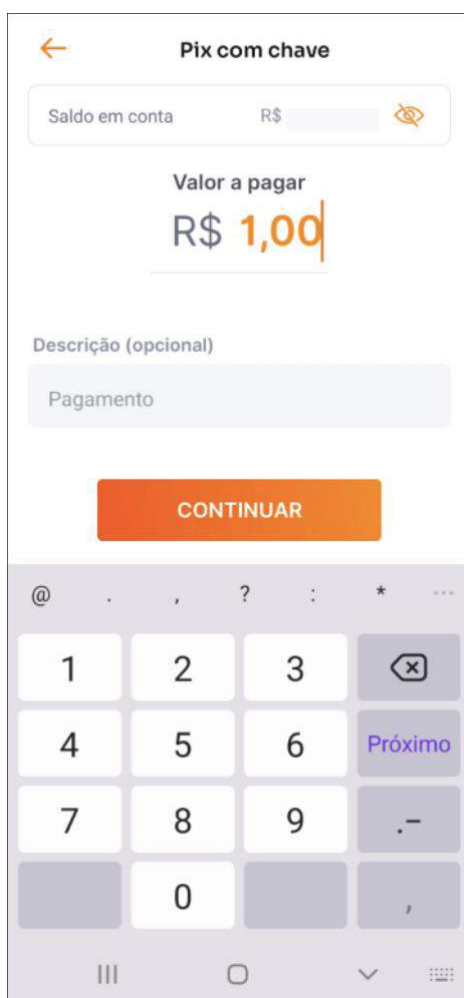 Pix com chave
Saldo em conta R$
Valor a pagar
R$ 1,00
Descrição (opcional)
Pagamento
CONTINUAR
@ . , ? : * ...
1 2 3
4 5 6 Próximo
7 8 9 .-
0 ,